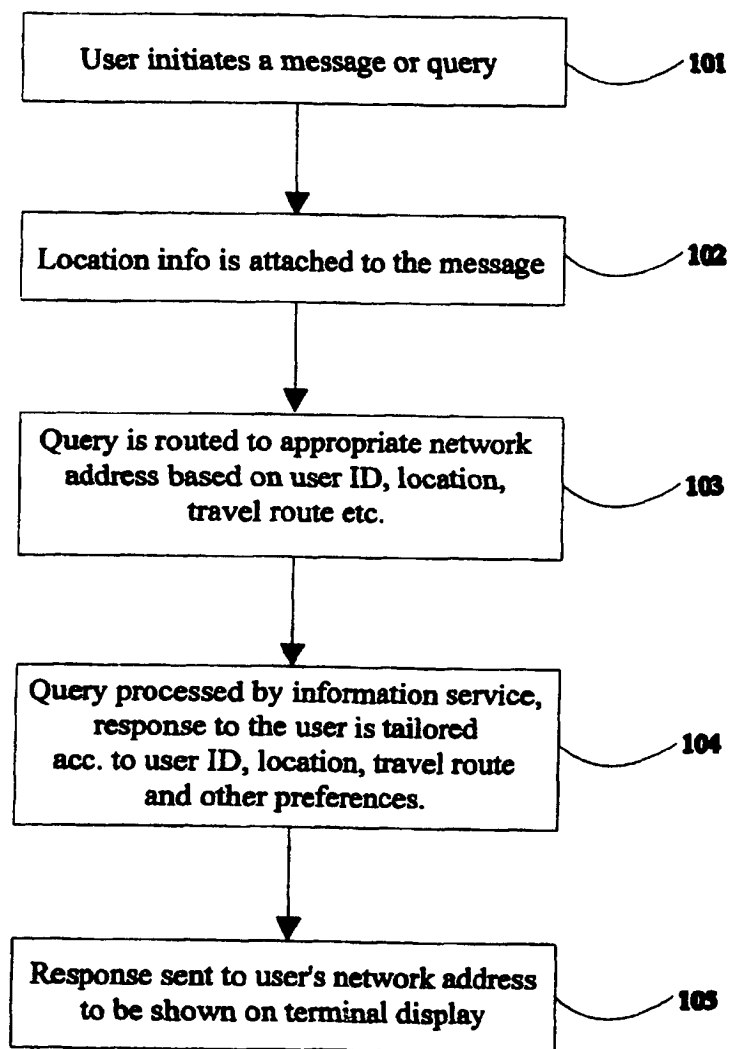 User initiates a message or query
101
Location info is attached to the message
102
Query is routed to appropriate network
address based on user ID, location,
travel route etc.
103
Query processed by information service,
response to the user is tailored
acc. to user ID, location, travel route
and other preferences.
104
Response sent to user's network address
to be shown on terminal display
105